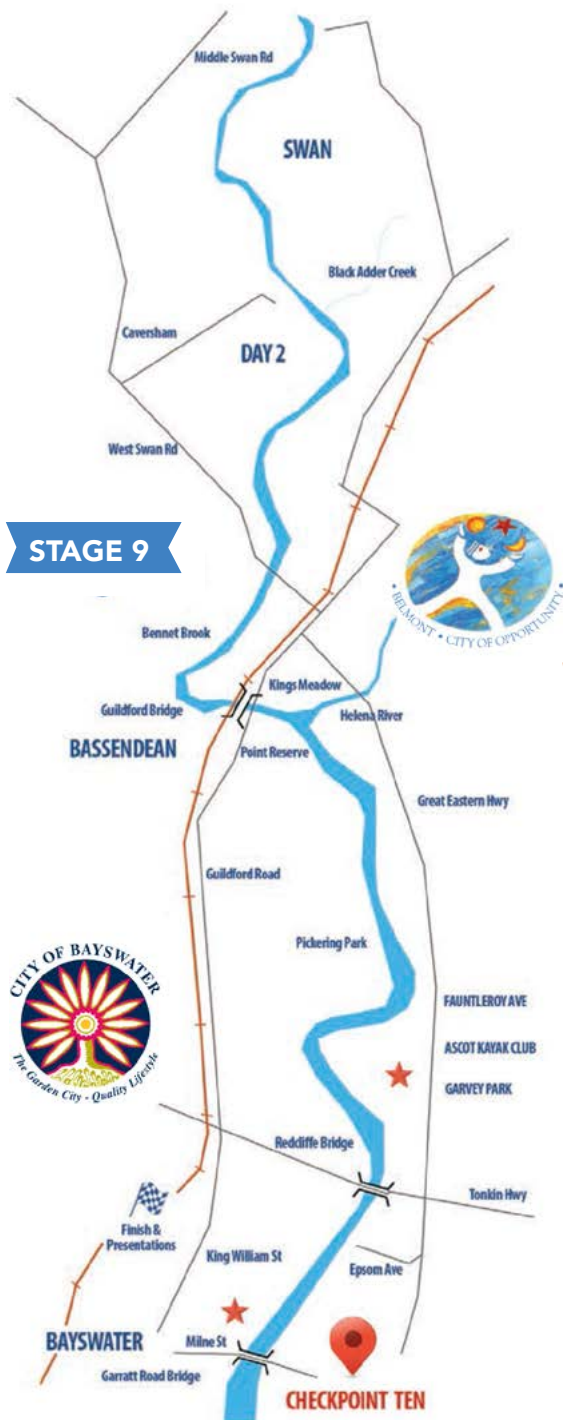 Middle Swan Rd
SWAN
Black Adder Creek
Caversham
DAY 2
West Swan Rd
STAGE 9
• BELMONT • CITY OF OPPORTUNITY •
Bennet Brook
Kings Meadow
Guildford Bridge
Helena River
BASSENDEAN
Point Reserve
Great Eastern Hwy
Guildford Road
Pickering Park
CITY OF BAYSWATER
The Garden City - Quality Lifestyle
FAUNTLEROY AVE
ASCOT KAYAK CLUB
GARVEY PARK
Redcliffe Bridge
Tonkin Hwy
Finish &
Presentations
King William St
Epsom Ave
BAYSWATER
Milne St
Garratt Road Bridge
CHECKPOINT TEN